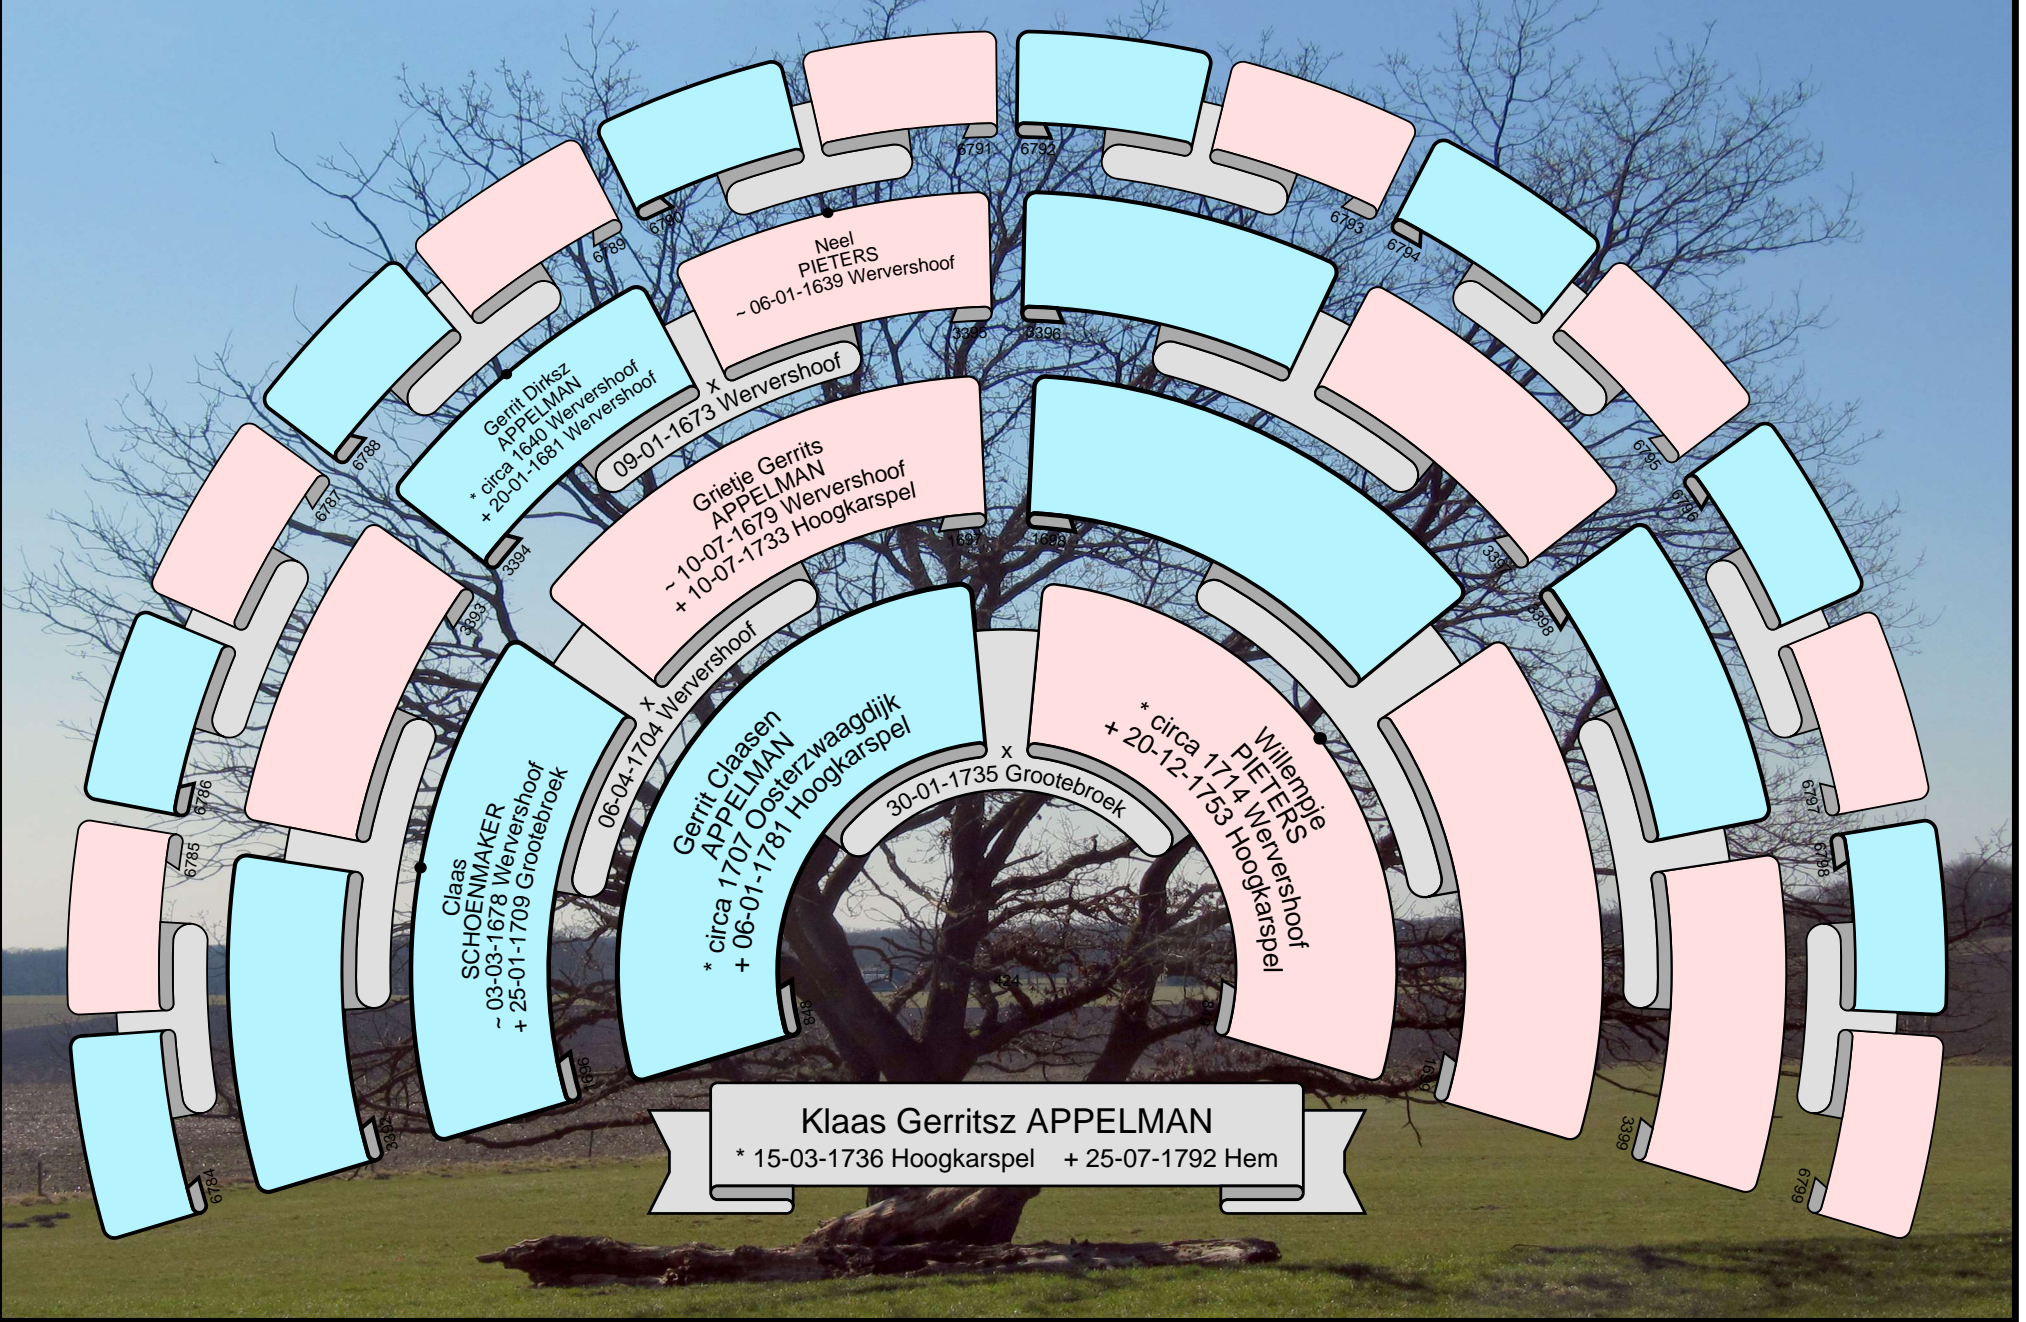 6791
6792
6790
6793
6789
6794
Neel
PIETERS
~ 06-01-1639 Wervershoof
3395
3396
Gerrit Dirksz
APPELMAN
* circa 1640 Wervershoof
+ 20-01-1681 Wervershoof
x
09-01-1673 Wervershoof
6788
6795
6787
6796
3394
3397
Grietje Gerrits
APPELMAN
~ 10-07-1679 Wervershoof
+ 10-07-1733 Hoogkarspel
1697
1698
3393
3398
x
06-04-1704 Wervershoof
6786
6797
6785
6798
Claas
SCHOENMAKER
~ 03-03-1678 Wervershoof
+ 25-01-1709 Grootebroek
Gerrit Claasen
APPELMAN
* circa 1707 Oosterzwaagdijk
+ 06-01-1781 Hoogkarspel
x
30-01-1735 Grootebroek
Willempje
PIETERS
* circa 1714 Wervershoof
+ 20-12-1753 Hoogkarspel
424
848
1696
1699
3392
3399
6784
6799
Klaas Gerritsz APPELMAN
* 15-03-1736 Hoogkarspel + 25-07-1792 Hem